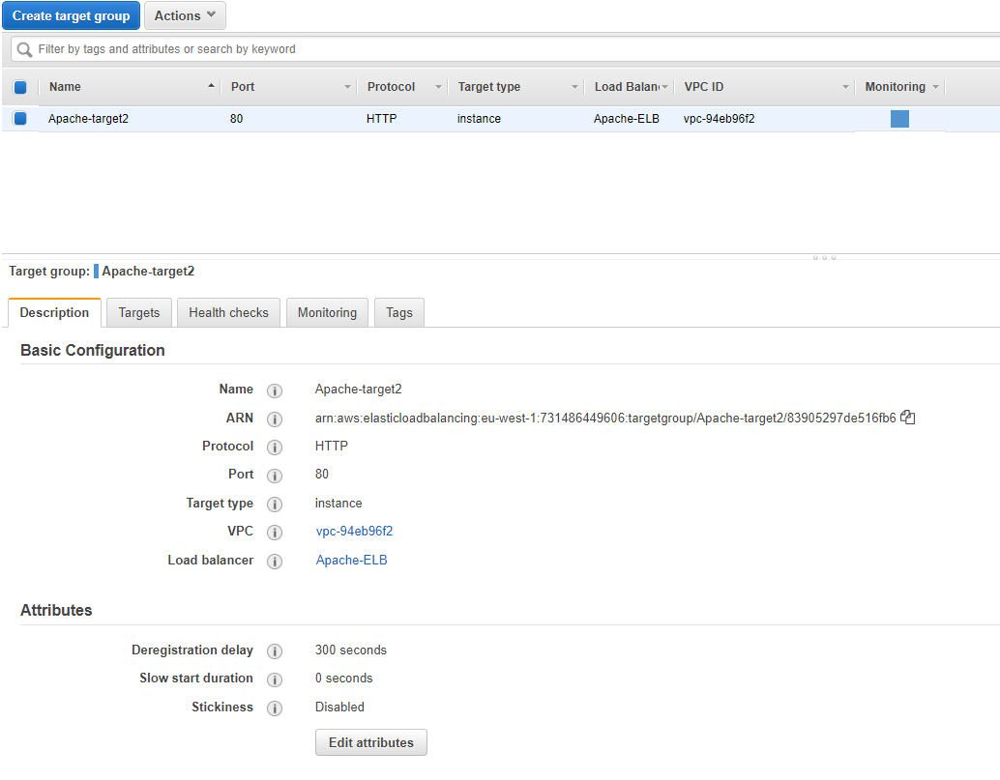 Create target group Actions
Filter by tags and attributes or search by keyword
Name Port Protocol Target type Load Balan VPC ID Monitoring
Apache-target2 80 HTTP instance Apache-ELB vpc-94eb96f2
Target group: Apache-target2
Description Targets Health checks Monitoring Tags
Basic Configuration
Name Apache-target2
ARN arn:aws:elasticloadbalancing:eu-west-1:731486449606:targetgroup/Apache-target2/83905297de516fb6
Protocol HTTP
Port 80
Target type instance
VPC vpc-94eb96f2
Load balancer Apache-ELB
Attributes
Deregistration delay 300 seconds
Slow start duration 0 seconds
Stickiness Disabled
Edit attributes